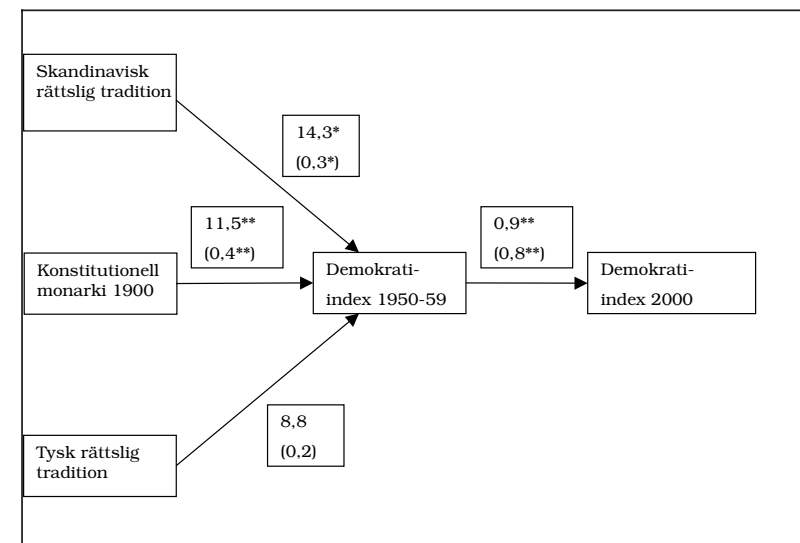 Skandinavisk
rättslig tradition
14,3*
(0,3*)
11,5**
(0,4**)
0,9**
(0,8**)
Konstitutionell
monarki 1900
Demokrati-
index 1950-59
Demokrati-
index 2000
8,8
(0,2)
Tysk rättslig
tradition